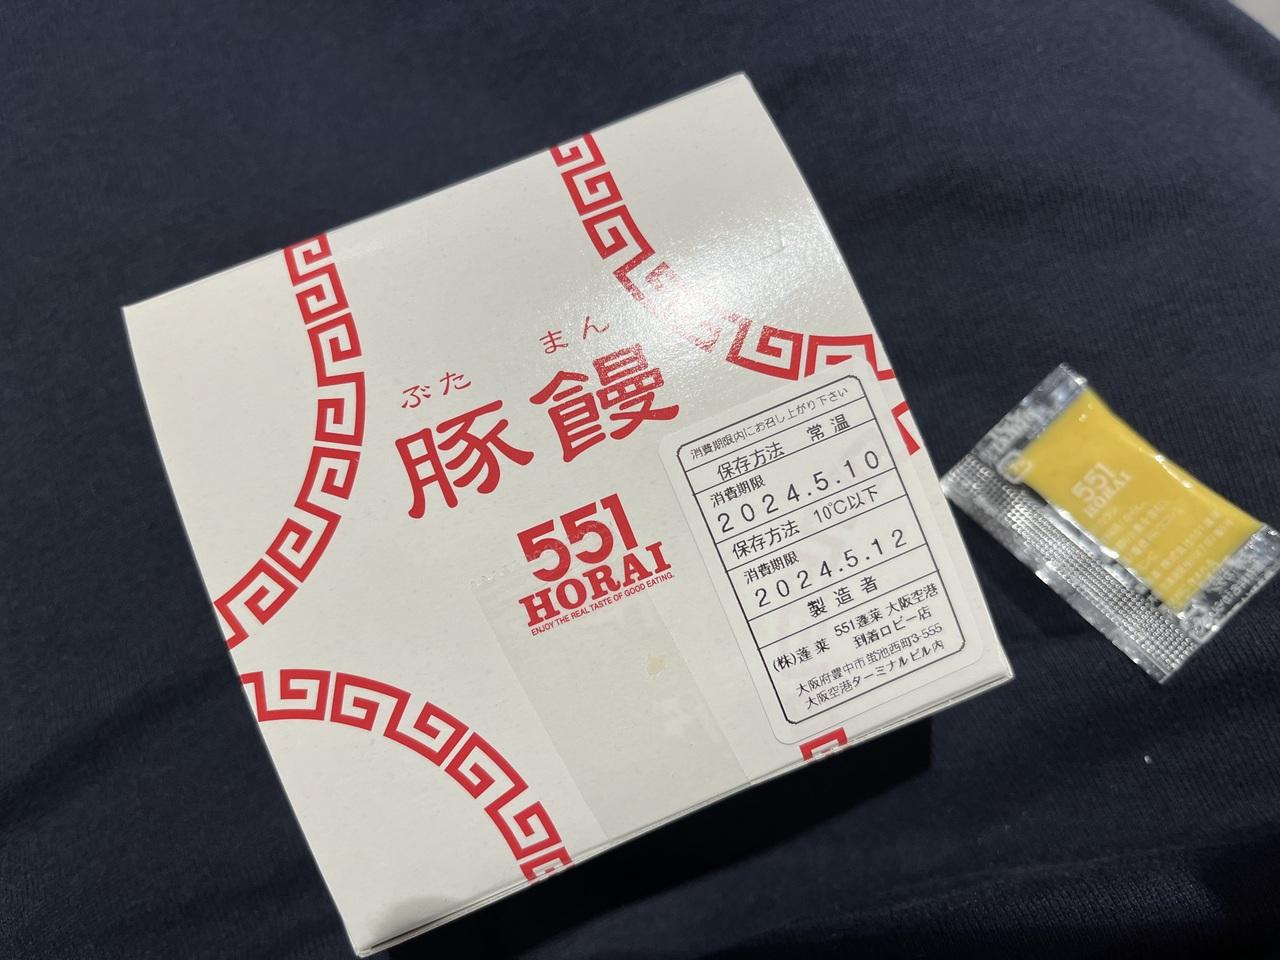 ぶた まん
豚饅
551
HORAI
ENJOY THE REAL TASTE OF GOOD EATING.
消費期限内にお召し上がり下さい
保存方法 常温
消費期限
2024.5.10
保存方法 10℃以下
消費期限
2024.5.12
製造者
(株)蓬莱 551蓬莱 大阪空港
到着ロビー店
大阪府豊中市蛍池西町3-555
大阪空港ターミナルビル内
551
HORAI